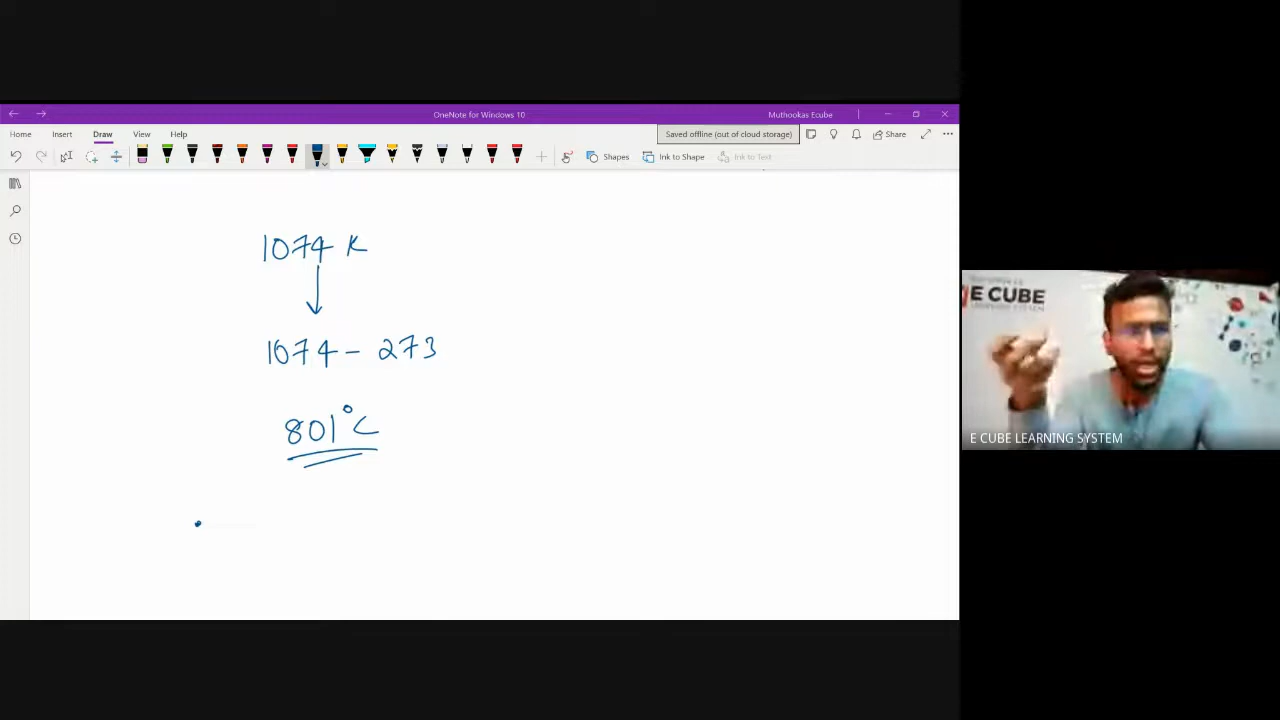 OneNote for Windows 10
Muthookas Ecube
Home Insert Draw View Help
Saved offline (out of cloud storage)
Share
Shapes
Ink to Shape
Ink to Text
1074 K
1074 - 273
801°C
E CUBE
E CUBE LEARNING SYSTEM